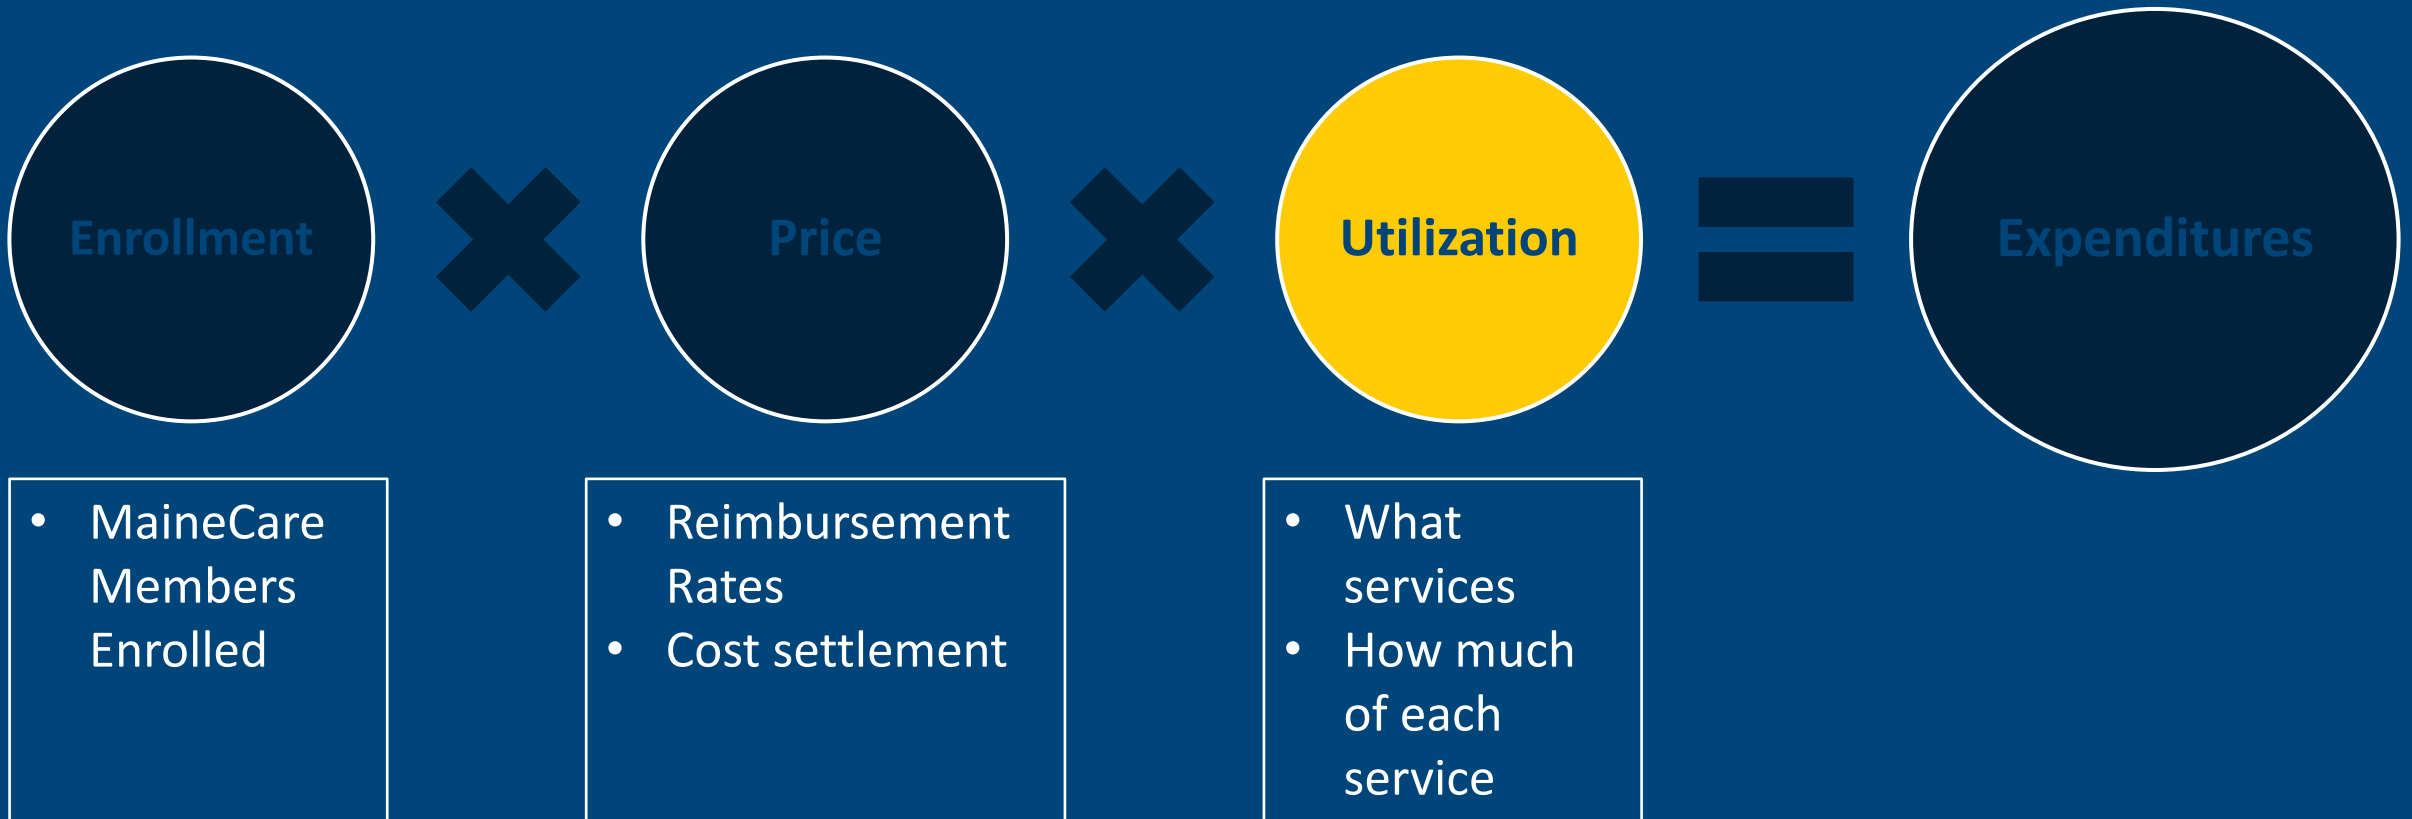 Enrollment
Price
Utilization
Expenditures
• MaineCare
Members
Enrolled
• Reimbursement
Rates
• Cost settlement
• What
services
• How much
of each
service